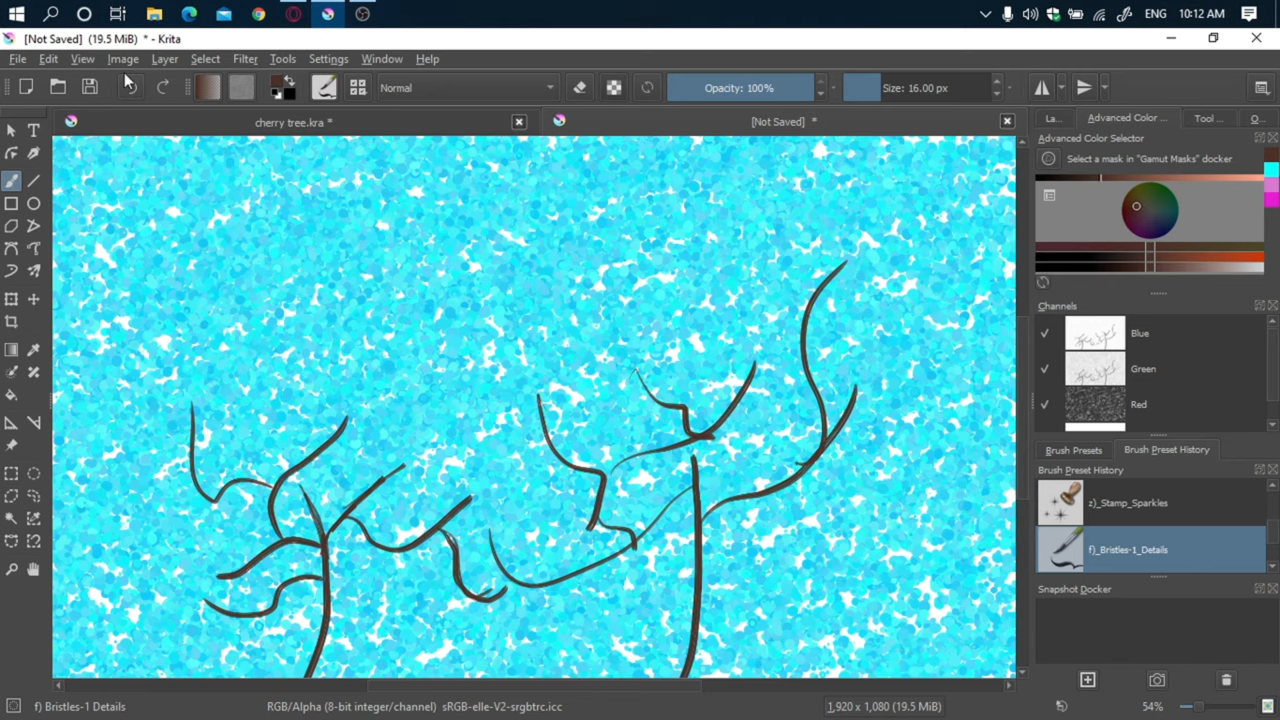 ENG
10:12 AM
[Not Saved] (19.5 MiB) * - Krita
File Edit View Image Layer Select Filter Tools Settings Window Help
Normal
Opacity: 100%
Size: 16.00 px
cherry tree.kra *
[Not Saved] *
La...
Advanced Color ...
Tool ...
O...
Advanced Color Selector
Select a mask in "Gamut Masks" docker
Channels
Blue
Green
Red
Brush Presets
Brush Preset History
Brush Preset History
z)_Stamp_Sparkles
f)_Bristles-1_Details
Snapshot Docker
f) Bristles-1 Details
RGB/Alpha (8-bit integer/channel) sRGB-elle-V2-srgbtrc.icc
1,920 x 1,080 (19.5 MiB)
54%